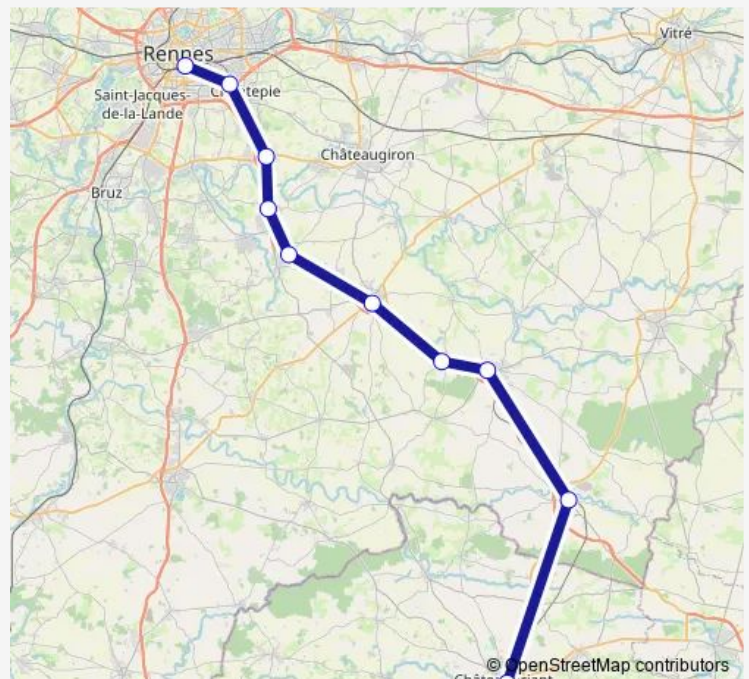 Rennes
Vitré
Saint-Jacques-
de-la-Lande
Châteaugiron
Bruz
© OpenStreetMap contributors